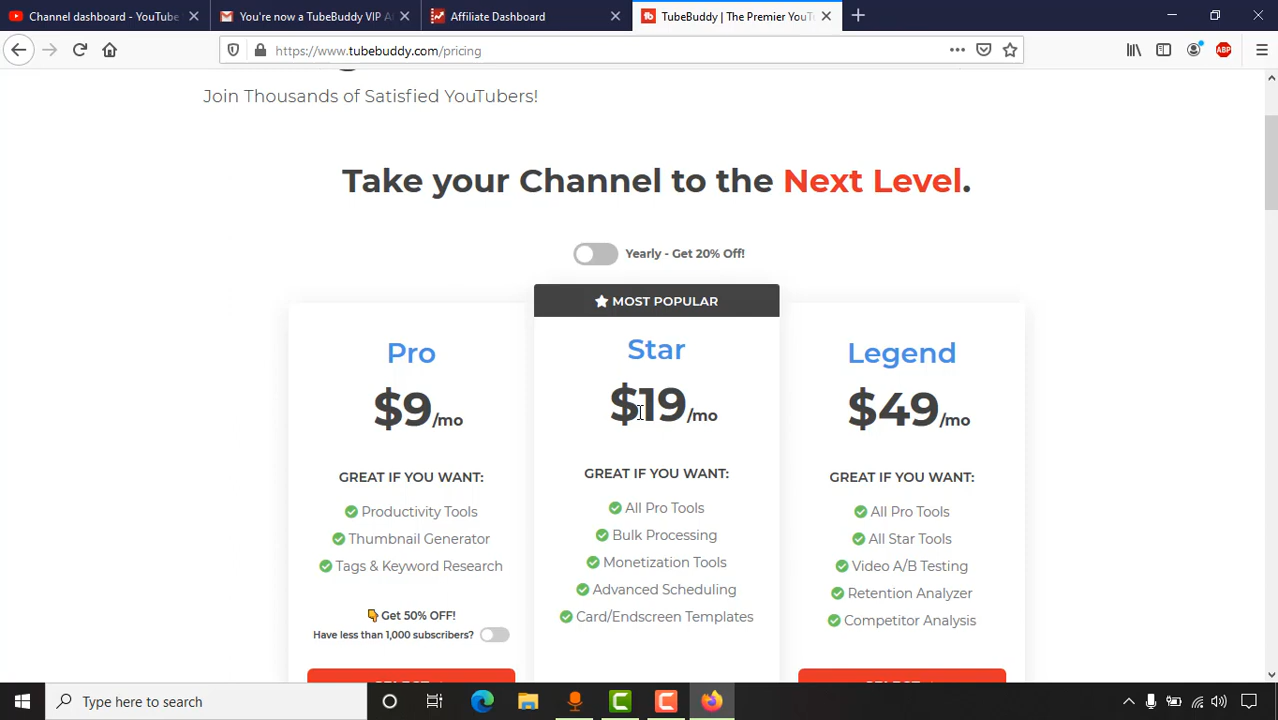 Channel dashboard - YouTube
You're now a TubeBuddy VIP A
Affiliate Dashboard
TubeBuddy | The Premier YouT
https://www.tubebuddy.com/pricing
ABP
Join Thousands of Satisfied YouTubers!
Take your Channel to the Next Level.
Yearly - Get 20% Off!
MOST POPULAR
Pro
$9/mo
GREAT IF YOU WANT:
Productivity Tools
Thumbnail Generator
Tags & Keyword Research
Get 50% OFF!
Have less than 1,000 subscribers?
Star
$19/mo
GREAT IF YOU WANT:
All Pro Tools
Bulk Processing
Monetization Tools
Advanced Scheduling
Card/Endscreen Templates
Legend
$49/mo
GREAT IF YOU WANT:
All Pro Tools
All Star Tools
Video A/B Testing
Retention Analyzer
Competitor Analysis
Type here to search